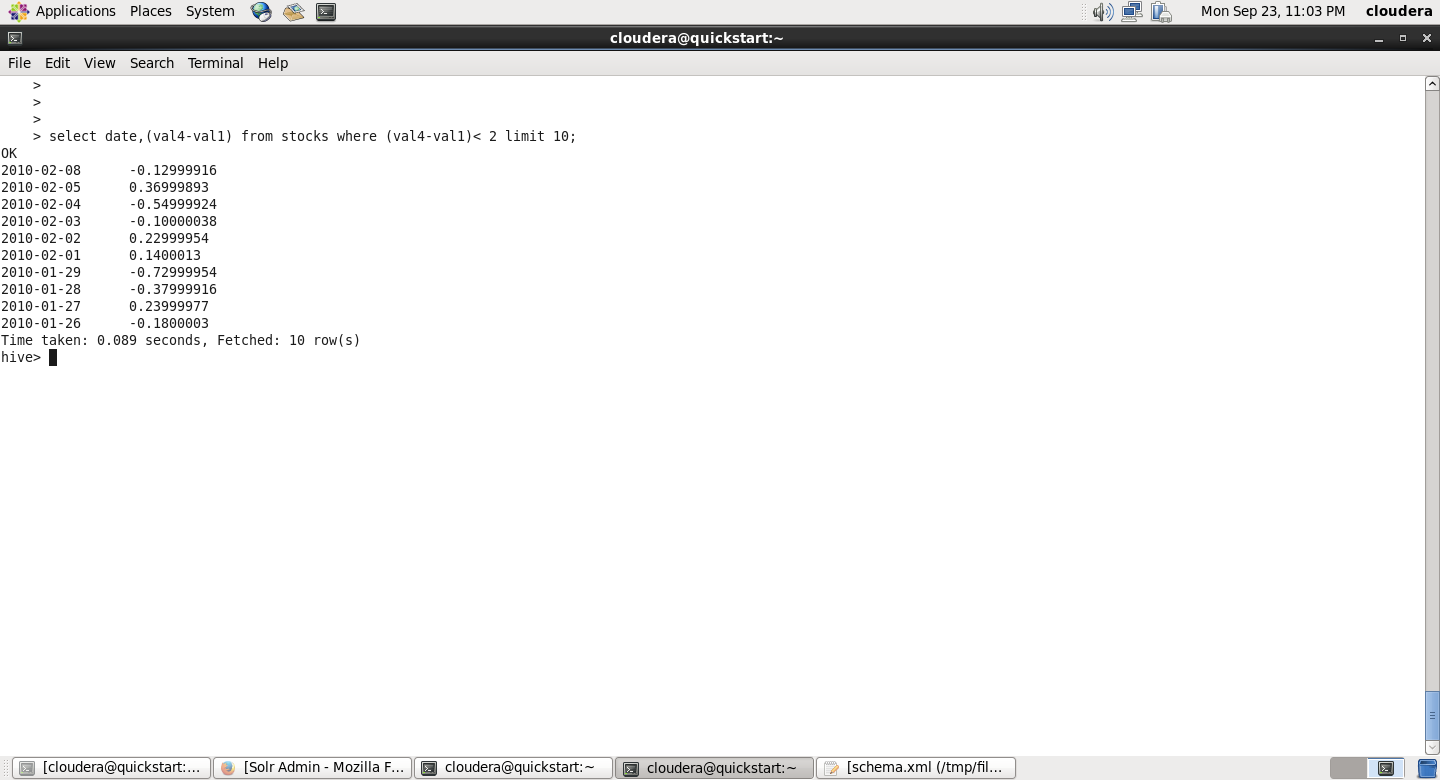 Applications Places System Mon Sep 23, 11:03 PM cloudera
cloudera@quickstart:~
File Edit View Search Terminal Help
>
>
>
> select date,(val4-val1) from stocks where (val4-val1)< 2 limit 10;
OK
2010-02-08 -0.12999916
2010-02-05 0.36999893
2010-02-04 -0.54999924
2010-02-03 -0.10000038
2010-02-02 0.22999954
2010-02-01 0.1400013
2010-01-29 -0.72999954
2010-01-28 -0.37999916
2010-01-27 0.23999977
2010-01-26 -0.1800003
Time taken: 0.089 seconds, Fetched: 10 row(s)
hive>
[cloudera@quickstart:... [Solr Admin - Mozilla F... cloudera@quickstart:~ cloudera@quickstart:~ [schema.xml (/tmp/fil...